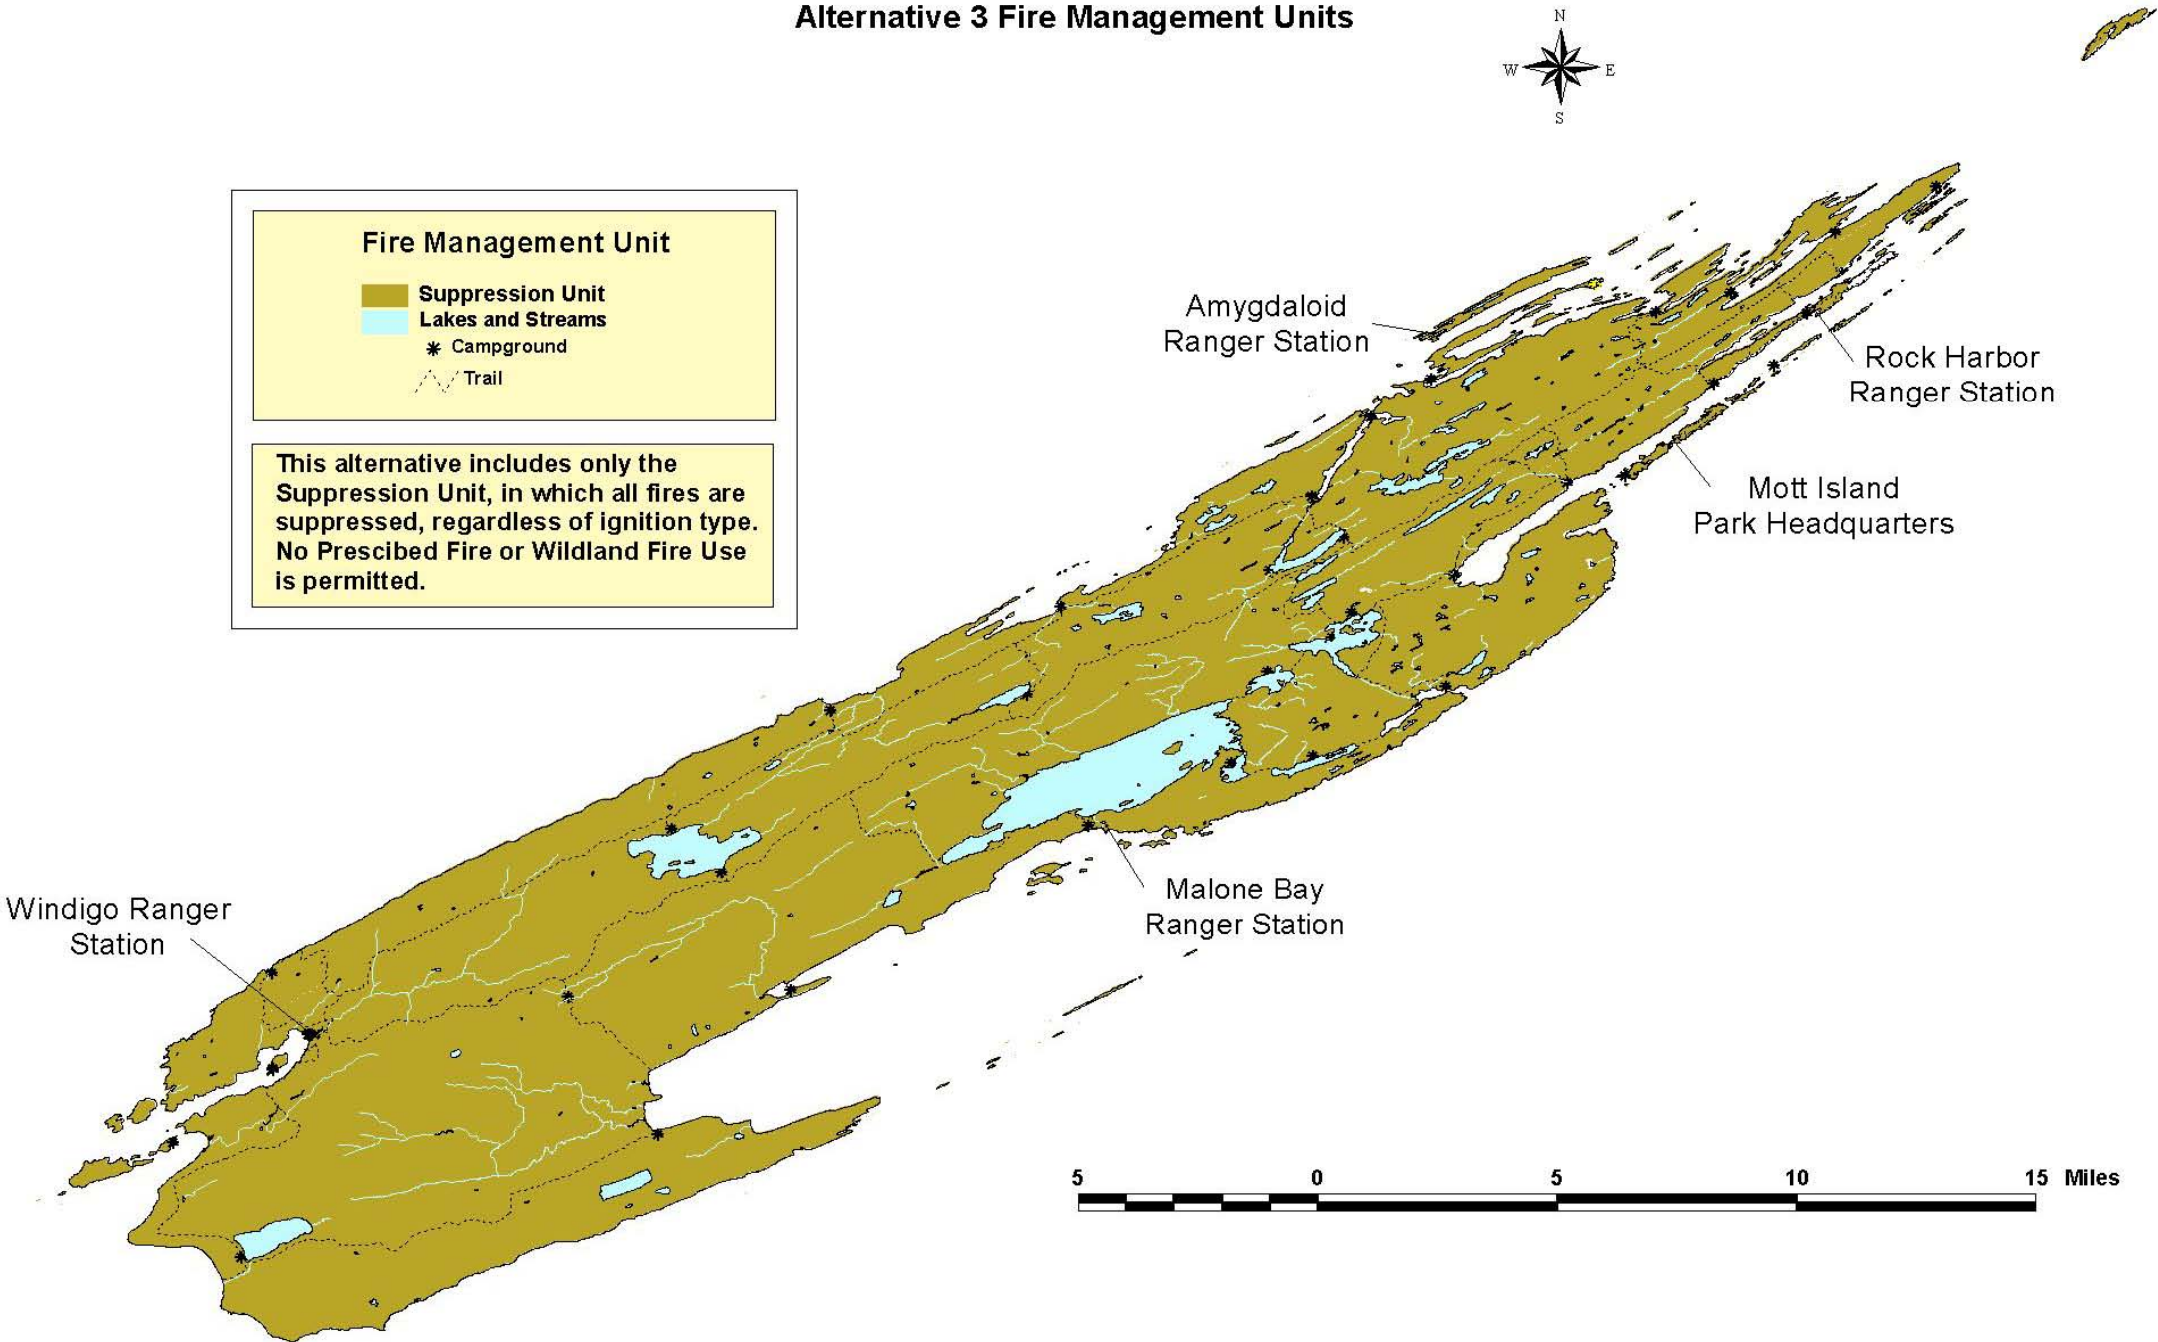 Alternative 3 Fire Management Units
N
W E
S
Fire Management Unit
Suppression Unit
Lakes and Streams
Campground
Trail
This alternative includes only the
Suppression Unit, in which all fires are
suppressed, regardless of ignition type.
No Prescibed Fire or Wildland Fire Use
is permitted.
Amygdaloid
Ranger Station
Rock Harbor
Ranger Station
Mott Island
Park Headquarters
Malone Bay
Ranger Station
Windigo Ranger
Station
5 0 5 10 15 Miles